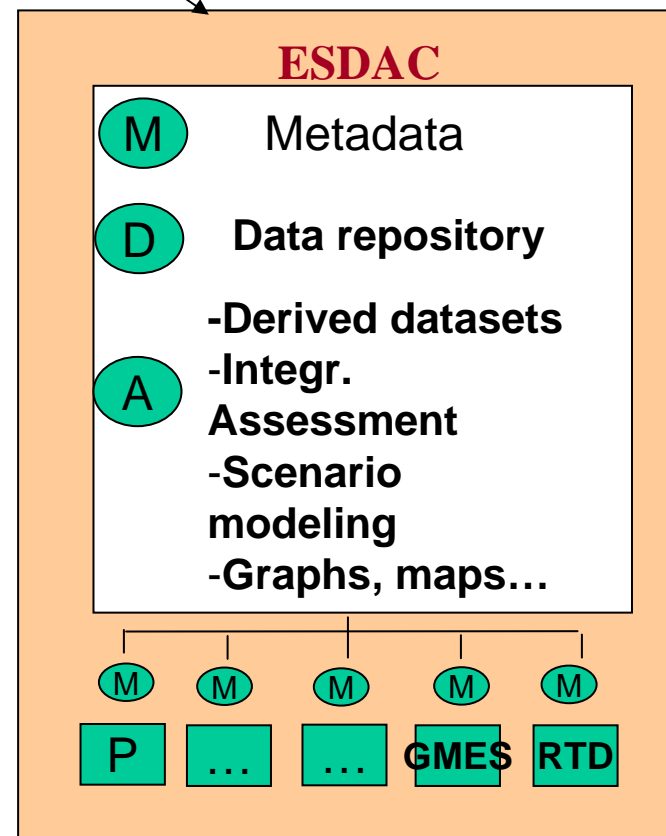 ESDAC
M Metadata
D Data repository
-Derived datasets
A -Integr.
Assessment
-Scenario
modeling
-Graphs, maps…
M M M M M
P … … GMES RTD